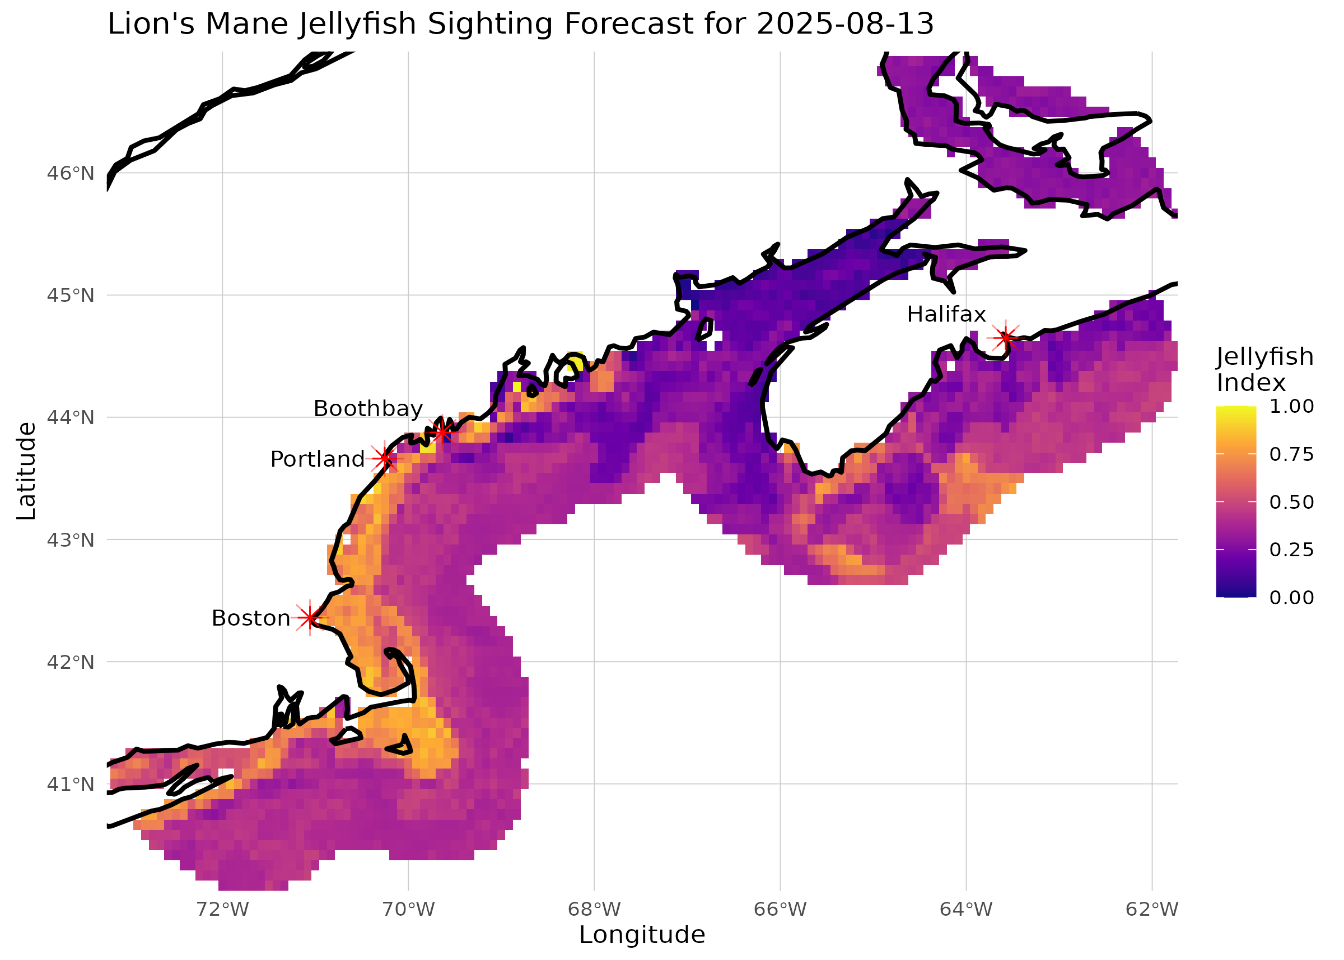 Lion's Mane Jellyfish Sighting Forecast for 2025-08-13
46°N
45°N
44°N
43°N
42°N
41°N
Latitude
Halifax
Boothbay
Portland
Boston
72°W
70°W
68°W
66°W
64°W
62°W
Longitude
Jellyfish
Index
1.00
0.75
0.50
0.25
0.00